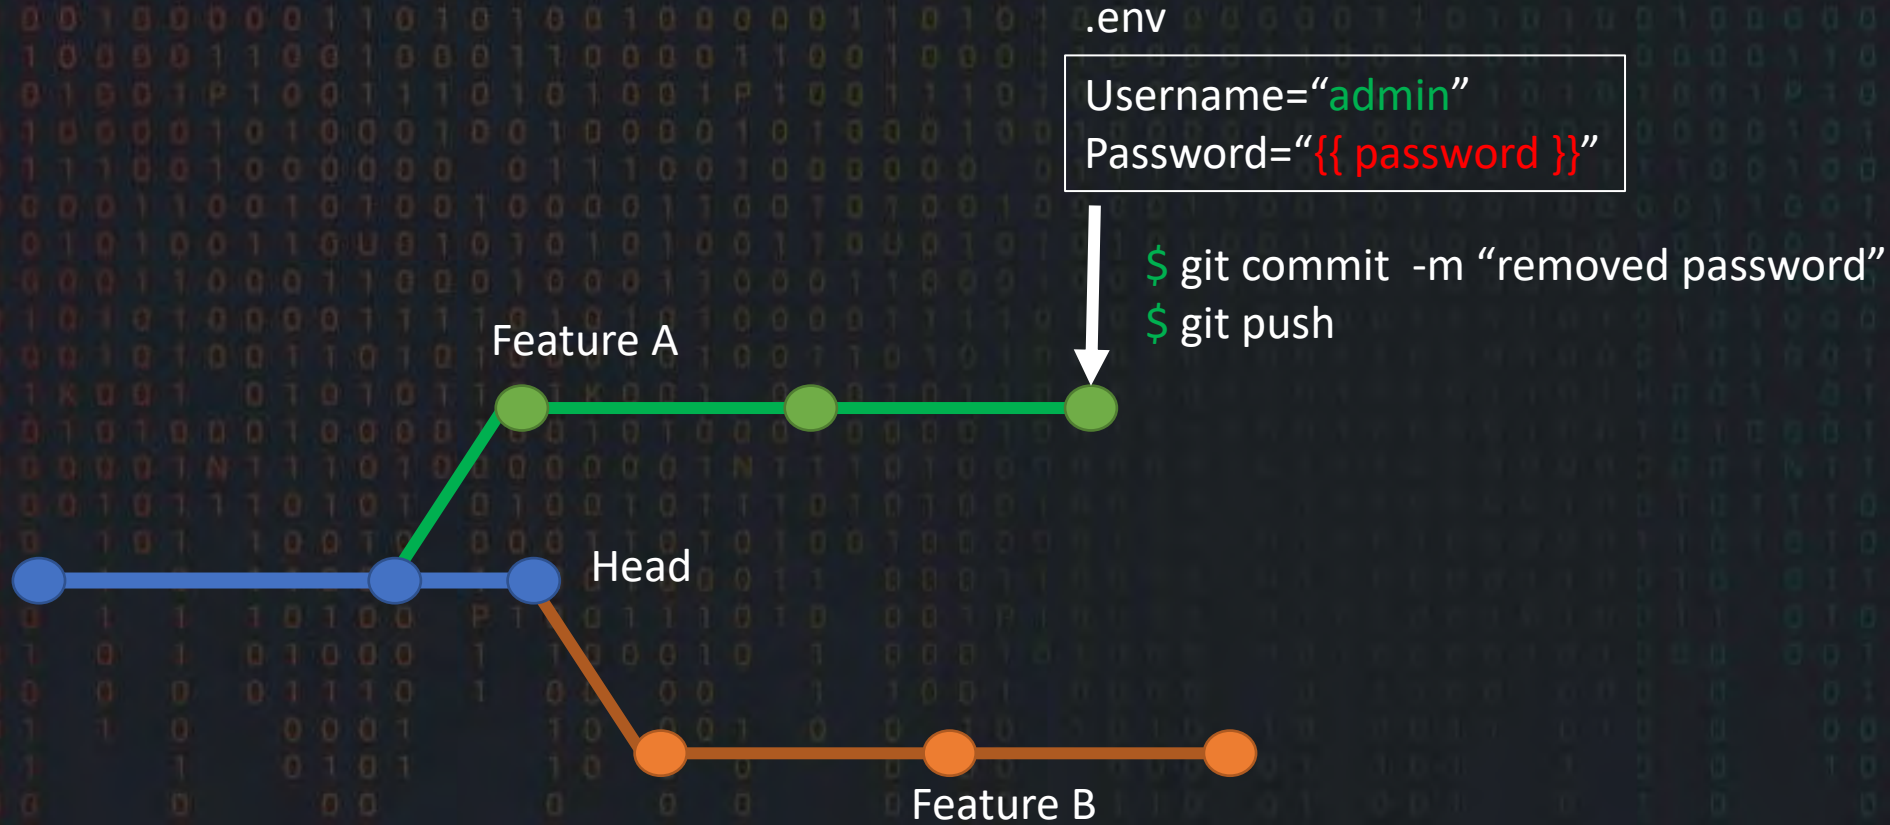 .env
Username=“admin”
Password=“{{ password }}”
$ git commit -m “removed password”
$ git push
Feature A
Head
Feature B